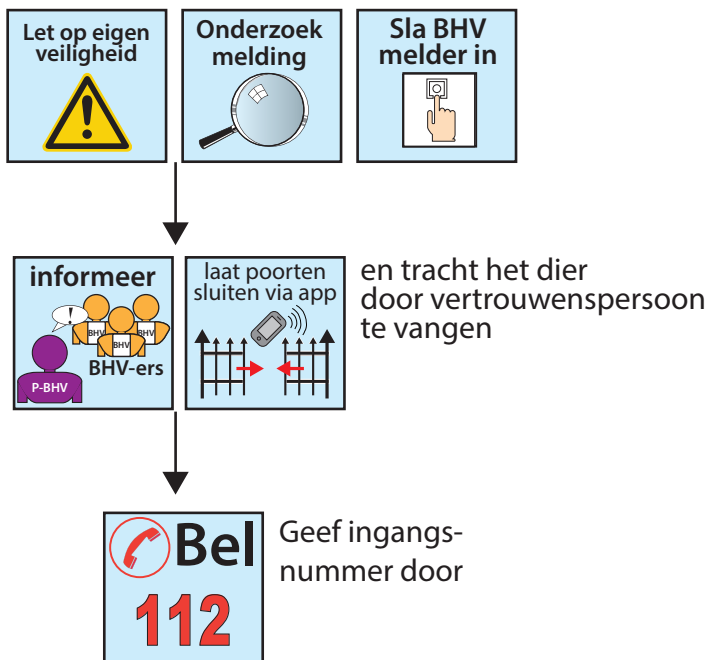 Let op eigen
veiligheid
Onderzoek
melding
Sla BHV
melder in
informeer
!
BHV
BHV
BHV
BHV-ers
P-BHV
laat poorten
sluiten via app
en tracht het dier
door vertrouwenspersoon
te vangen
Bel
112
Geef ingangs-
nummer door